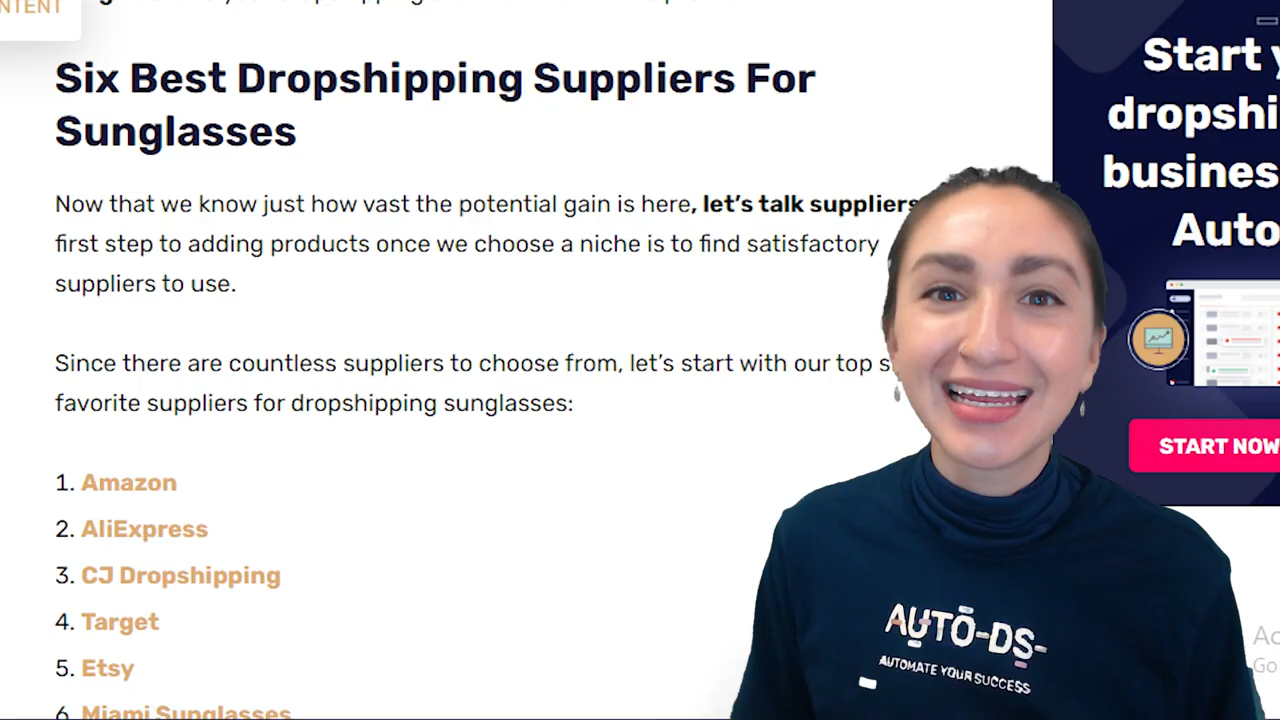 Six Best Dropshipping Suppliers For
Sunglasses
Now that we know just how vast the potential gain is here, let's talk suppliers
first step to adding products once we choose a niche is to find satisfactory
suppliers to use.
Since there are countless suppliers to choose from, let's start with our top s
favorite suppliers for dropshipping sunglasses:
1. Amazon
2. AliExpress
3. CJ Dropshipping
4. Target
5. Etsy
6. Miami Sunglasses
Start y
dropshi
busines
Auto
START NOW
AUTO-DS-
AUTOMATE YOUR SUCCESS
Ac
Go